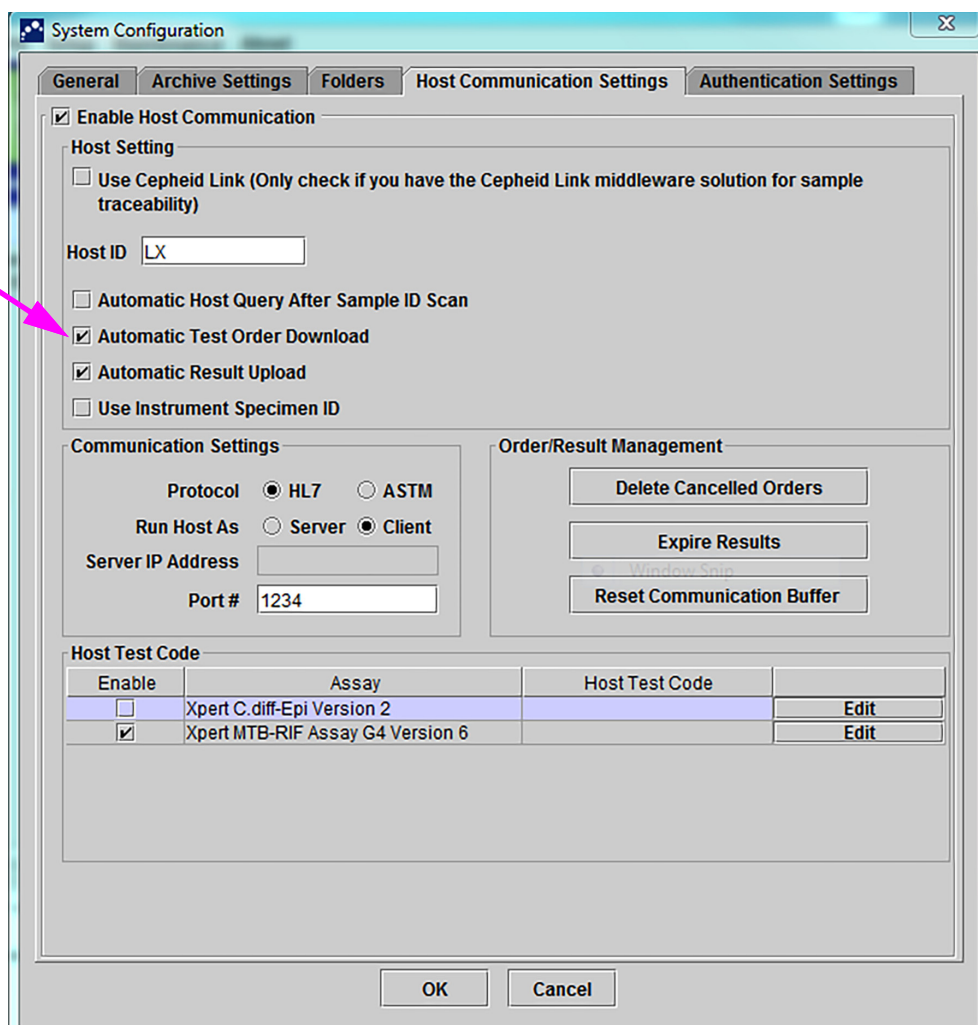 System Configuration
General Archive Settings Folders Host Communication Settings Authentication Settings
Enable Host Communication
Host Setting
Use Cepheid Link (Only check if you have the Cepheid Link middleware solution for sample
traceability)
Host ID LX
Automatic Host Query After Sample ID Scan
Automatic Test Order Download
Automatic Result Upload
Use Instrument Specimen ID
Communication Settings
Protocol HL7 ASTM
Run Host As Server Client
Server IP Address
Port # 1234
Order/Result Management
Delete Cancelled Orders
Expire Results
Window Snip
Reset Communication Buffer
Host Test Code
Enable Assay Host Test Code
Xpert C.diff-Epi Version 2 Edit
Xpert MTB-RIF Assay G4 Version 6 Edit
OK Cancel